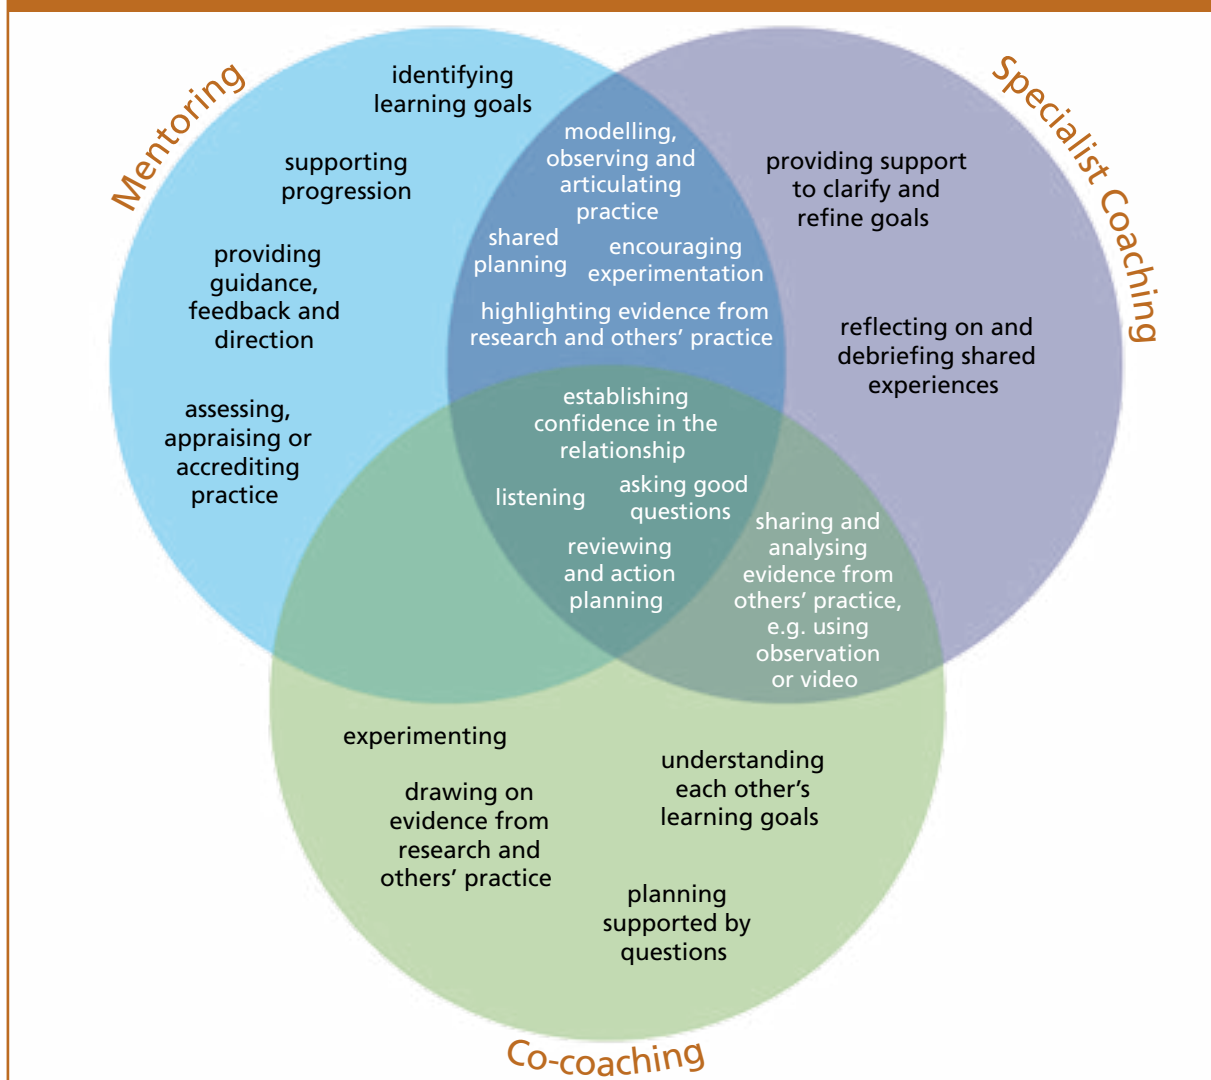 Mentoring
Specialist Coaching
identifying
learning goals
supporting
progression
providing
guidance,
feedback and
direction
assessing,
appraising or
accrediting
practice
modelling,
observing and
articulating
practice
shared
planning
encouraging
experimentation
highlighting evidence from
research and others’ practice
providing support
to clarify and
refine goals
reflecting on and
debriefing shared
experiences
establishing
confidence in the
relationship
listening
asking good
questions
reviewing
and action
planning
sharing and
analysing
evidence from
others’ practice,
e.g. using
observation
or video
experimenting
drawing on
evidence from
research and
others’ practice
understanding
each other’s
learning goals
planning
supported by
questions
Co-coaching